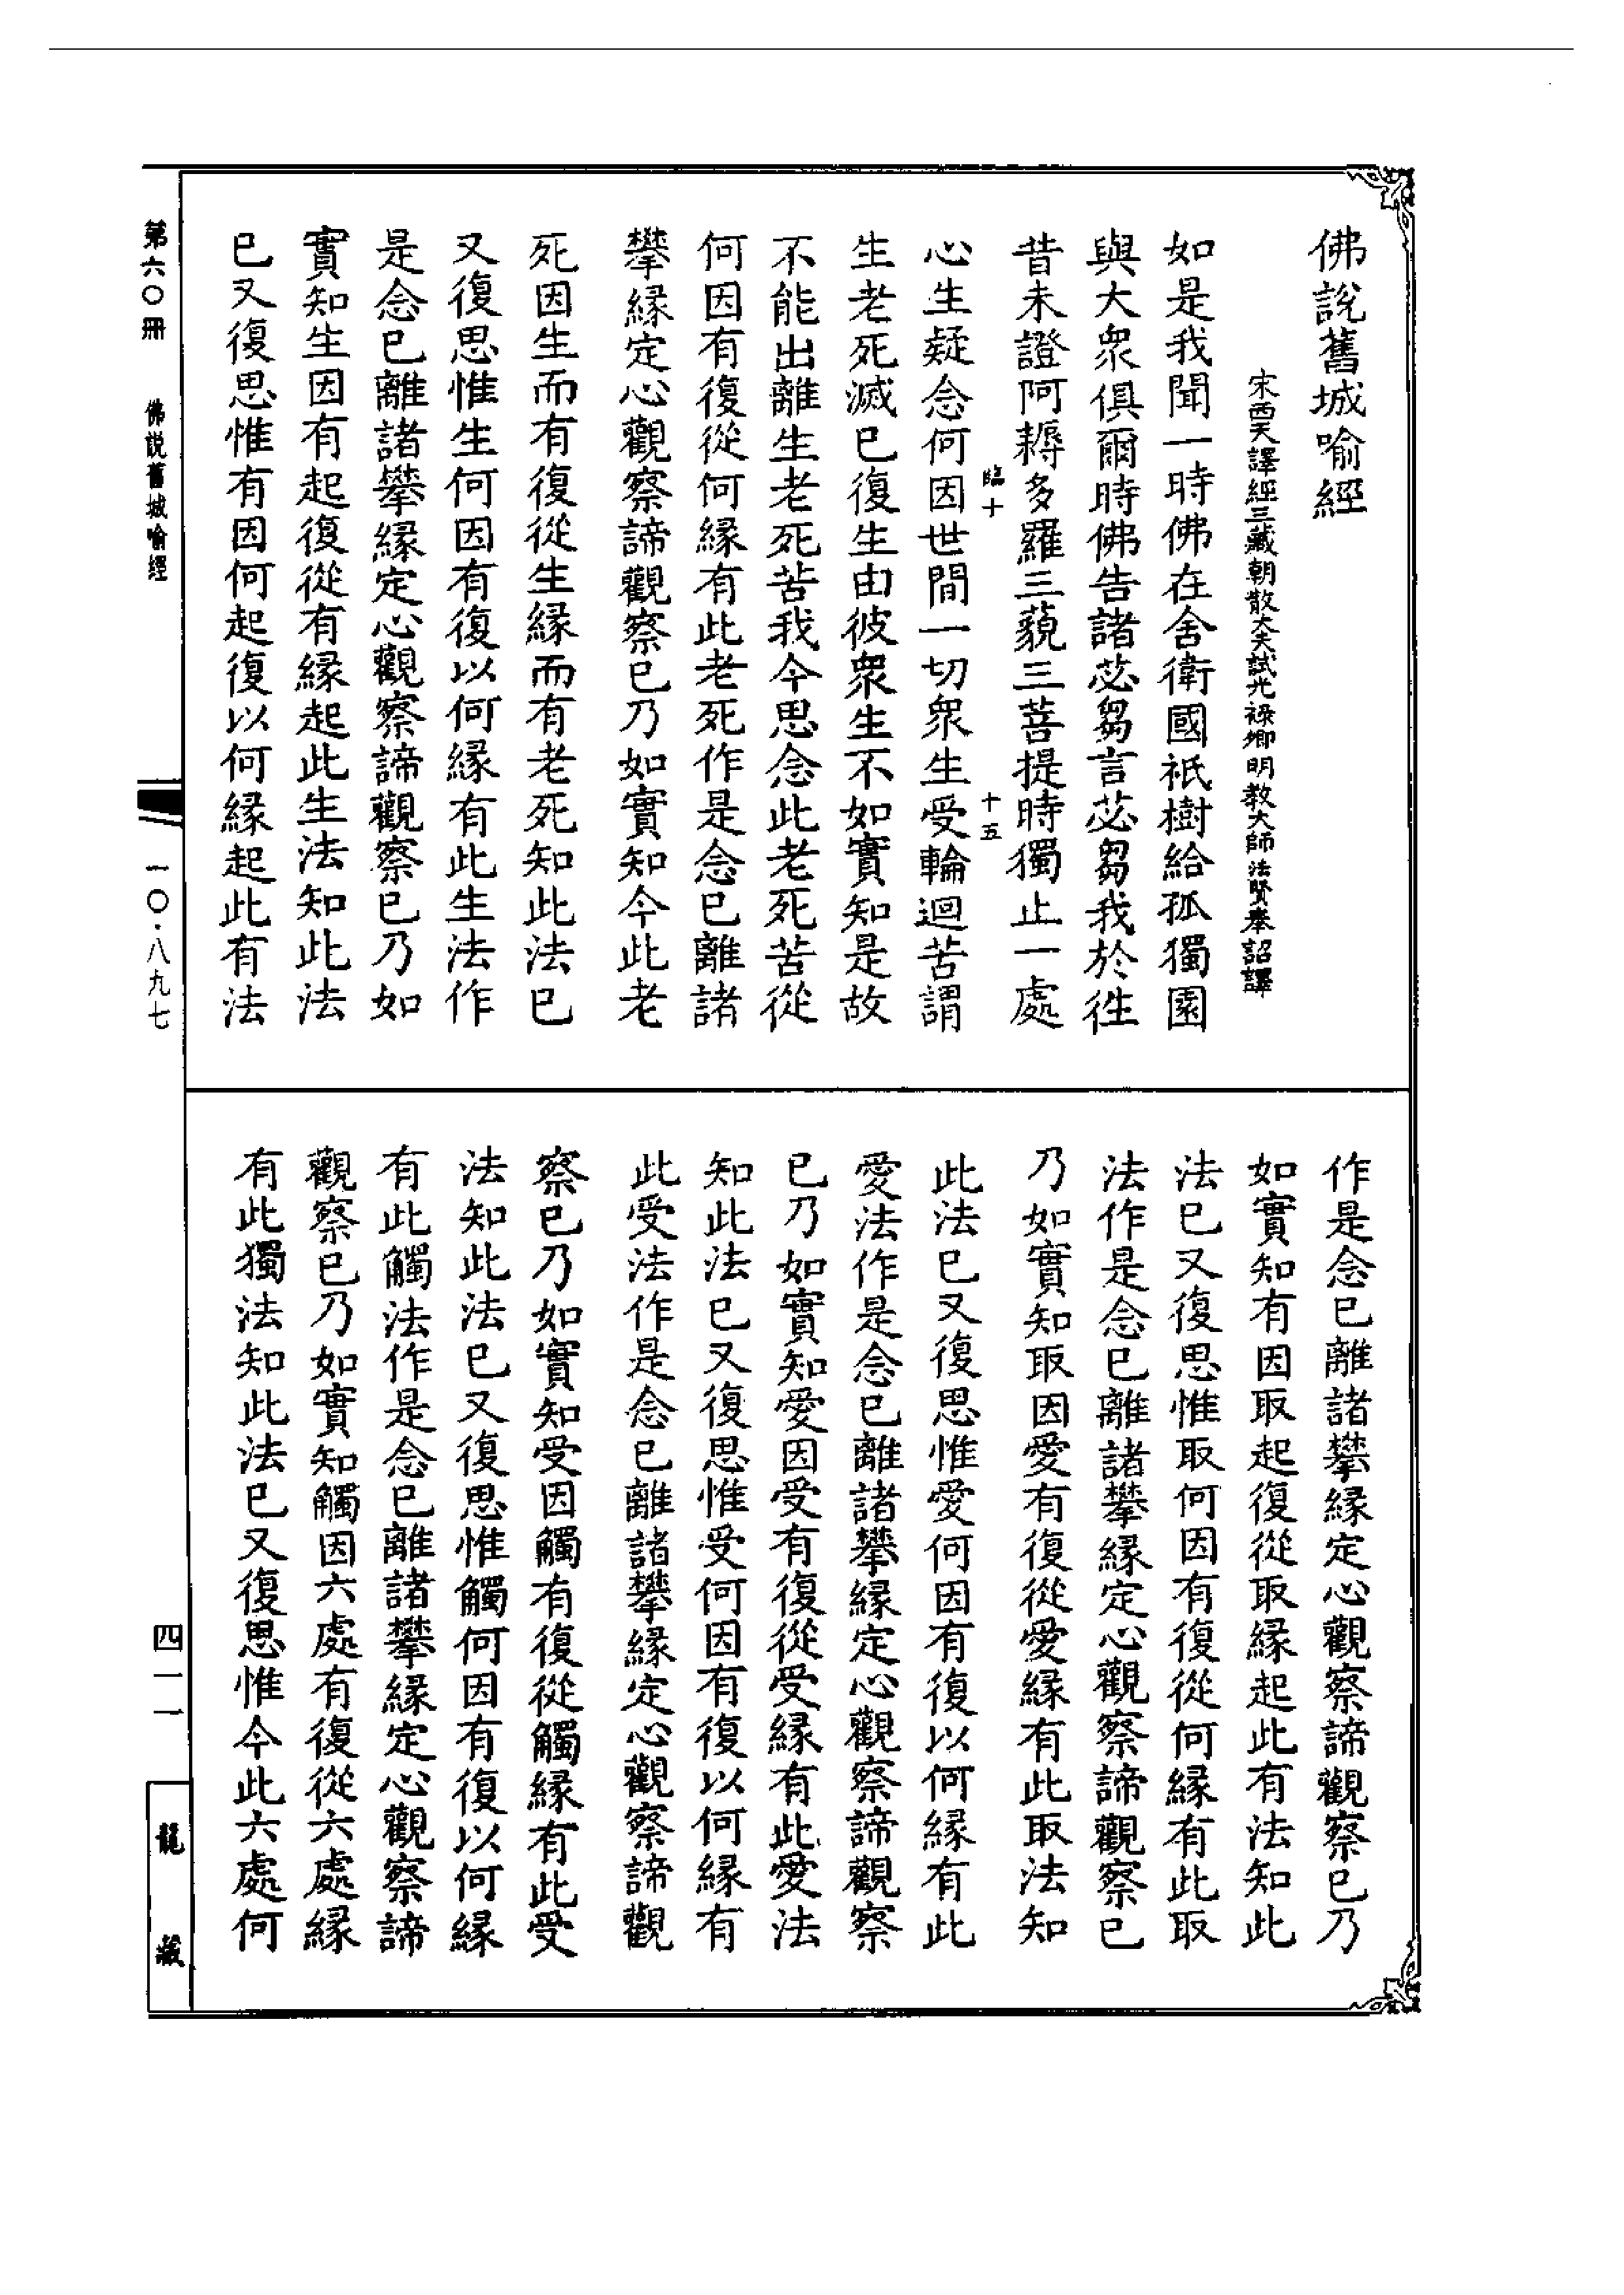 佛說舊城喻經
宋西天譯經三藏朝散大夫試光祿卿明教大師法賢奉詔譯
如是我聞一時佛在舍衛國祇樹給孤獨園
與大衆俱爾時佛告諸苾芻言苾芻我於徃
昔未證阿耨多羅三藐三菩提時獨止一處
臨十
十五
心生疑念何因世間一切衆生受輪迴苦謂
生老死滅已復生由彼衆生不如實知是故
不能出離生老死苦我今思念此老死苦從
何因有復從何緣有此老死作是念已離諸
攀緣定心觀察諦觀察已乃如實知今此老
死因生而有復從生緣而有老死知此法已
又復思惟生何因有復以何緣有此生法作
是念已離諸攀緣定心觀察諦觀察已乃如
實知生因有起復從有緣起此生法知此法
已又復思惟有因何起復以何緣起此有法
作是念已離諸攀緣定心觀察諦觀察已乃
如實知有因取起復從取緣起此有法知此
法已又復思惟取何因有復從何緣有此取
法作是念已離諸攀緣定心觀察諦觀察已
乃如實知取因愛有復從愛緣有此取法知
此法已又復思惟愛何因有復以何緣有此
愛法作是念已離諸攀緣定心觀察諦觀察
已乃如實知愛因受有復從受緣有此愛法
知此法已又復思惟受何因有復以何緣有
此受法作是念已離諸攀緣定心觀察諦觀
察已乃如實知受因觸有復從觸緣有此受
法知此法已又復思惟觸何因有復以何緣
有此觸法作是念已離諸攀緣定心觀察諦
觀察已乃如實知觸因六處有復從六處緣
有此獨法知此法已又復思惟今此六處何
第六〇冊
佛說舊城喻經
一〇·八九七
四一一
龍藏